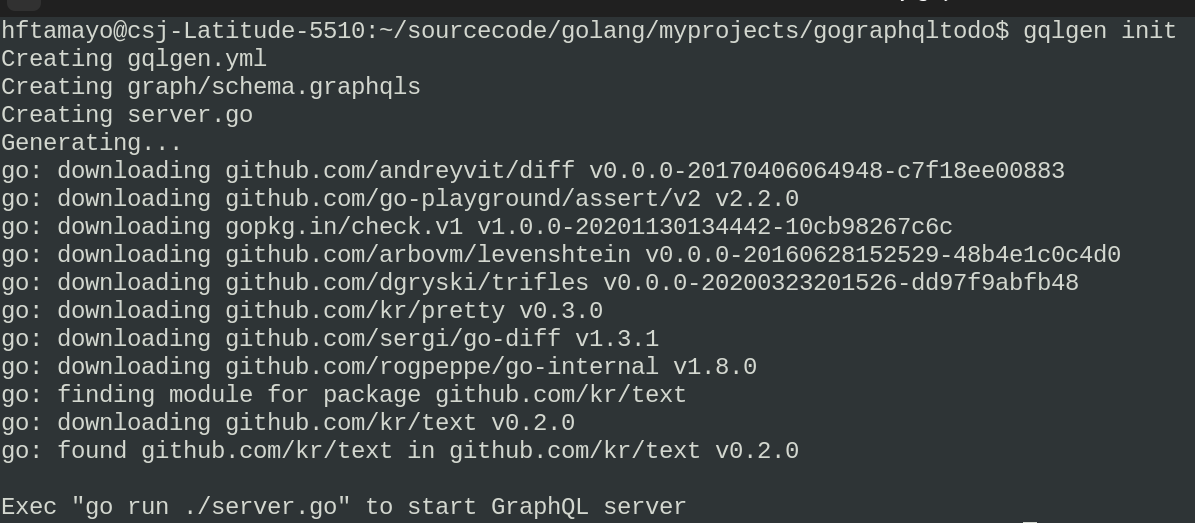 hftamayo@csj-Latitude-5510:~/sourcecode/golang/myprojects/gographqltodo$ gqlgen init
Creating gqlgen.yml
Creating graph/schema.graphqls
Creating server.go
Generating...
go: downloading github.com/andreyvit/diff v0.0.0-20170406064948-c7f18ee00883
go: downloading github.com/go-playground/assert/v2 v2.2.0
go: downloading gopkg.in/check.v1 v1.0.0-20201130134442-10cb98267c6c
go: downloading github.com/arbovm/levenshtein v0.0.0-20160628152529-48b4e1c0c4d0
go: downloading github.com/dgryski/trifles v0.0.0-20200323201526-dd97f9abfb48
go: downloading github.com/kr/pretty v0.3.0
go: downloading github.com/sergi/go-diff v1.3.1
go: downloading github.com/rogpeppe/go-internal v1.8.0
go: finding module for package github.com/kr/text
go: downloading github.com/kr/text v0.2.0
go: found github.com/kr/text in github.com/kr/text v0.2.0
Exec "go run ./server.go" to start GraphQL server